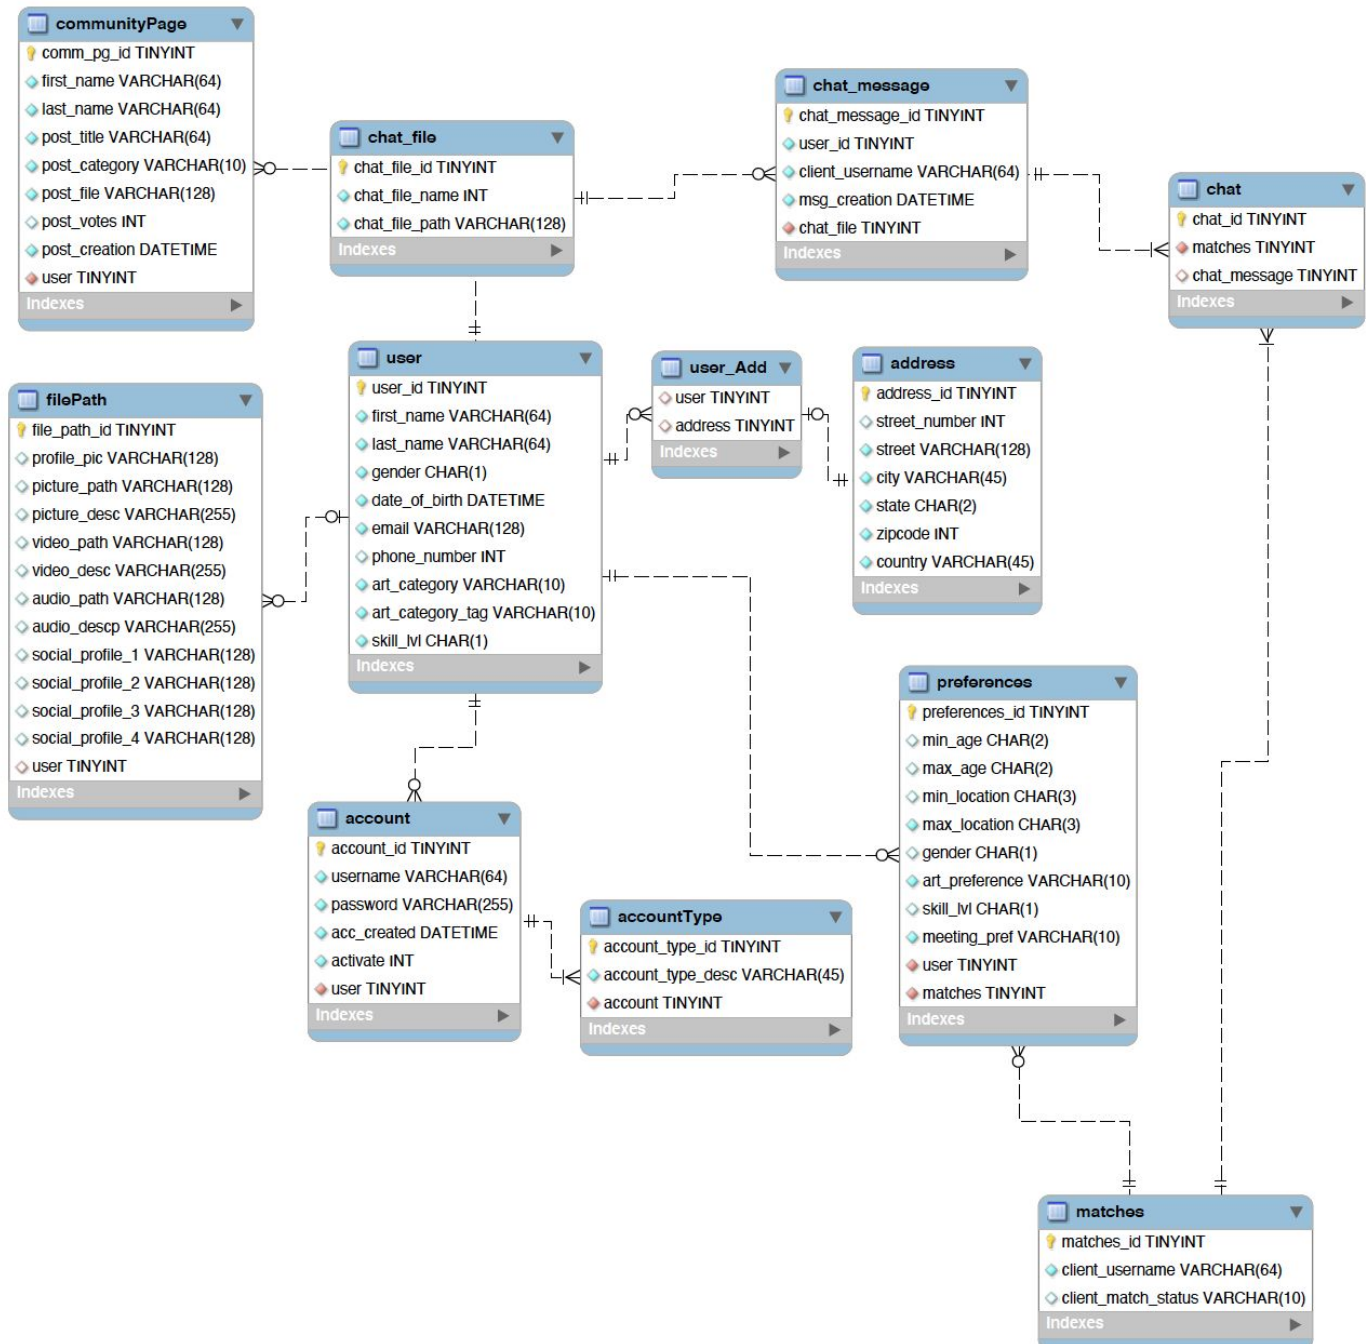 communityPage
comm_pg_id TINYINT
first_name VARCHAR(64)
last_name VARCHAR(64)
post_title VARCHAR(64)
post_category VARCHAR(10)
post_file VARCHAR(128)
post_votes INT
post_creation DATETIME
user TINYINT
Indexes
chat_file
chat_file_id TINYINT
chat_file_name INT
chat_file_path VARCHAR(128)
Indexes
chat_message
chat_message_id TINYINT
user_id TINYINT
client_username VARCHAR(64)
msg_creation DATETIME
chat_file TINYINT
Indexes
chat
chat_id TINYINT
matches TINYINT
chat_message TINYINT
Indexes
filePath
file_path_id TINYINT
profile_pic VARCHAR(128)
picture_path VARCHAR(128)
picture_desc VARCHAR(255)
video_path VARCHAR(128)
video_desc VARCHAR(255)
audio_path VARCHAR(128)
audio_descp VARCHAR(255)
social_profile_1 VARCHAR(128)
social_profile_2 VARCHAR(128)
social_profile_3 VARCHAR(128)
social_profile_4 VARCHAR(128)
user TINYINT
Indexes
user
user_id TINYINT
first_name VARCHAR(64)
last_name VARCHAR(64)
gender CHAR(1)
date_of_birth DATETIME
email VARCHAR(128)
phone_number INT
art_category VARCHAR(10)
art_category_tag VARCHAR(10)
skill_lvl CHAR(1)
Indexes
user_Add
user TINYINT
address TINYINT
Indexes
address
address_id TINYINT
street_number INT
street VARCHAR(128)
city VARCHAR(45)
state CHAR(2)
zipcode INT
country VARCHAR(45)
Indexes
account
account_id TINYINT
username VARCHAR(64)
password VARCHAR(255)
acc_created DATETIME
activate INT
user TINYINT
Indexes
accountType
account_type_id TINYINT
account_type_desc VARCHAR(45)
account TINYINT
Indexes
preferences
preferences_id TINYINT
min_age CHAR(2)
max_age CHAR(2)
min_location CHAR(3)
max_location CHAR(3)
gender CHAR(1)
art_preference VARCHAR(10)
skill_lvl CHAR(1)
meeting_pref VARCHAR(10)
user TINYINT
matches TINYINT
Indexes
matches
matches_id TINYINT
client_username VARCHAR(64)
client_match_status VARCHAR(10)
Indexes